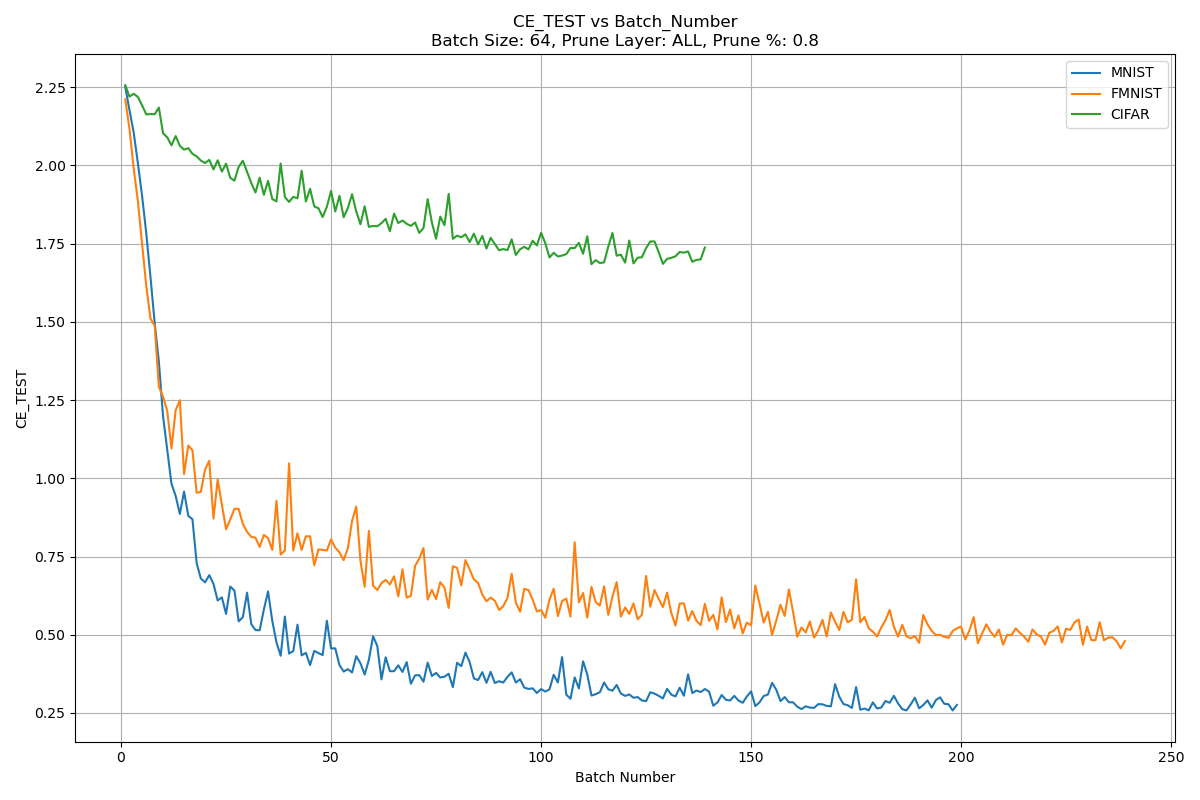 CE_TEST vs Batch_Number
Batch Size: 64, Prune Layer: ALL, Prune %: 0.8
MNIST
FMNIST
CIFAR
CE_TEST
2.25
2.00
1.75
1.50
1.25
1.00
0.75
0.50
0.25
0 50 100 150 200 250
Batch Number